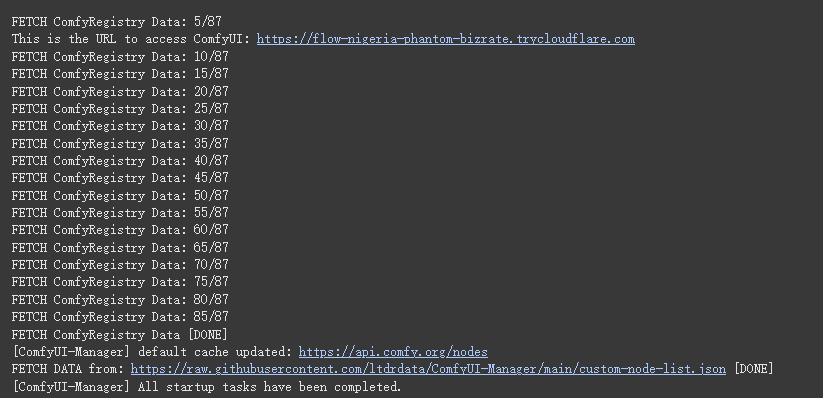 FETCH ComfyRegistry Data: 5/87
This is the URL to access ComfyUI: https://flow-nigeria-phantom-bizrate.trycloudflare.com
FETCH ComfyRegistry Data: 10/87
FETCH ComfyRegistry Data: 15/87
FETCH ComfyRegistry Data: 20/87
FETCH ComfyRegistry Data: 25/87
FETCH ComfyRegistry Data: 30/87
FETCH ComfyRegistry Data: 35/87
FETCH ComfyRegistry Data: 40/87
FETCH ComfyRegistry Data: 45/87
FETCH ComfyRegistry Data: 50/87
FETCH ComfyRegistry Data: 55/87
FETCH ComfyRegistry Data: 60/87
FETCH ComfyRegistry Data: 65/87
FETCH ComfyRegistry Data: 70/87
FETCH ComfyRegistry Data: 75/87
FETCH ComfyRegistry Data: 80/87
FETCH ComfyRegistry Data: 85/87
FETCH ComfyRegistry Data [DONE]
[ComfyUI-Manager] default cache updated: https://api.comfy.org/nodes
FETCH DATA from: https://raw.githubusercontent.com/ltdrdata/ComfyUI-Manager/main/custom-node-list.json [DONE]
[ComfyUI-Manager] All startup tasks have been completed.